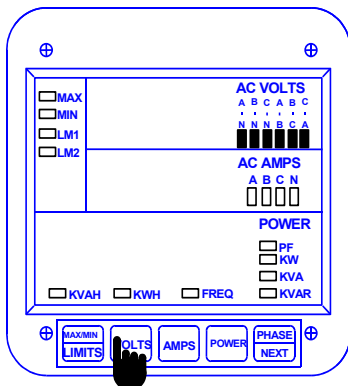 AC VOLTS
A B C A B C
- - - - - -
N N N B C A
MAX
MIN
LM1
LM2
AC AMPS
A B C N
POWER
PF
KW
KVA
KVAH KWH FREQ KVAR
MAX/MIN
LIMITS
VOLTS
AMPS
POWER
PHASE
NEXT